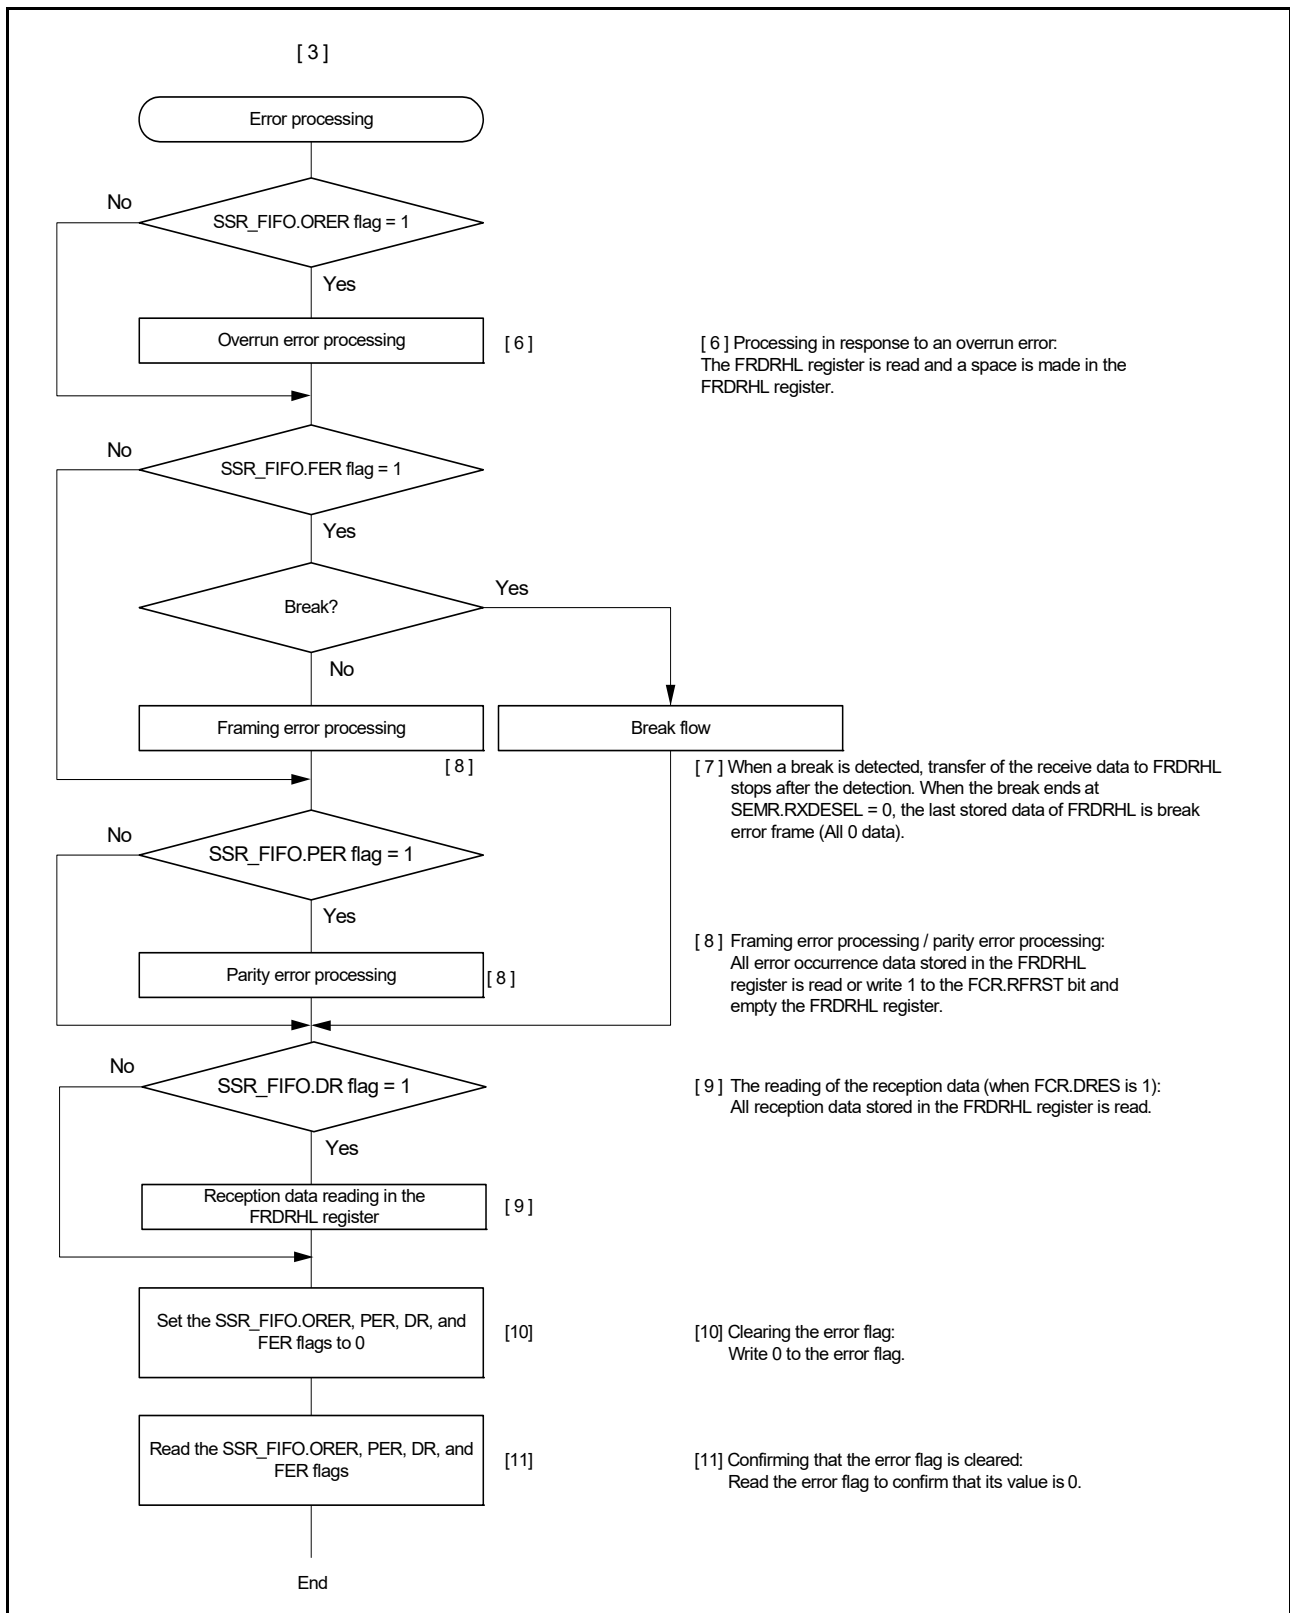 [ 3 ]
Error processing
No
SSR_FIFO.ORER flag = 1
Yes
Overrun error processing
[ 6 ]
[ 6 ] Processing in response to an overrun error:
The FRDRHL register is read and a space is made in the
FRDRHL register.
No
SSR_FIFO.FER flag = 1
Yes
Break?
Yes
No
Framing error processing
Break flow
[ 8 ]
[ 7 ] When a break is detected, transfer of the receive data to FRDRHL
stops after the detection. When the break ends at
SEMR.RXDESEL = 0, the last stored data of FRDRHL is break
error frame (All 0 data).
No
SSR_FIFO.PER flag = 1
Yes
Parity error processing
[ 8 ]
[ 8 ] Framing error processing / parity error processing:
All error occurrence data stored in the FRDRHL
register is read or write 1 to the FCR.RFRST bit and
empty the FRDRHL register.
No
SSR_FIFO.DR flag = 1
Yes
[ 9 ] The reading of the reception data (when FCR.DRES is 1):
All reception data stored in the FRDRHL register is read.
Reception data reading in the
FRDRHL register
[ 9 ]
Set the SSR_FIFO.ORER, PER, DR, and
FER flags to 0
[10]
[10] Clearing the error flag:
Write 0 to the error flag.
Read the SSR_FIFO.ORER, PER, DR, and
FER flags
[11]
[11] Confirming that the error flag is cleared:
Read the error flag to confirm that its value is 0.
End